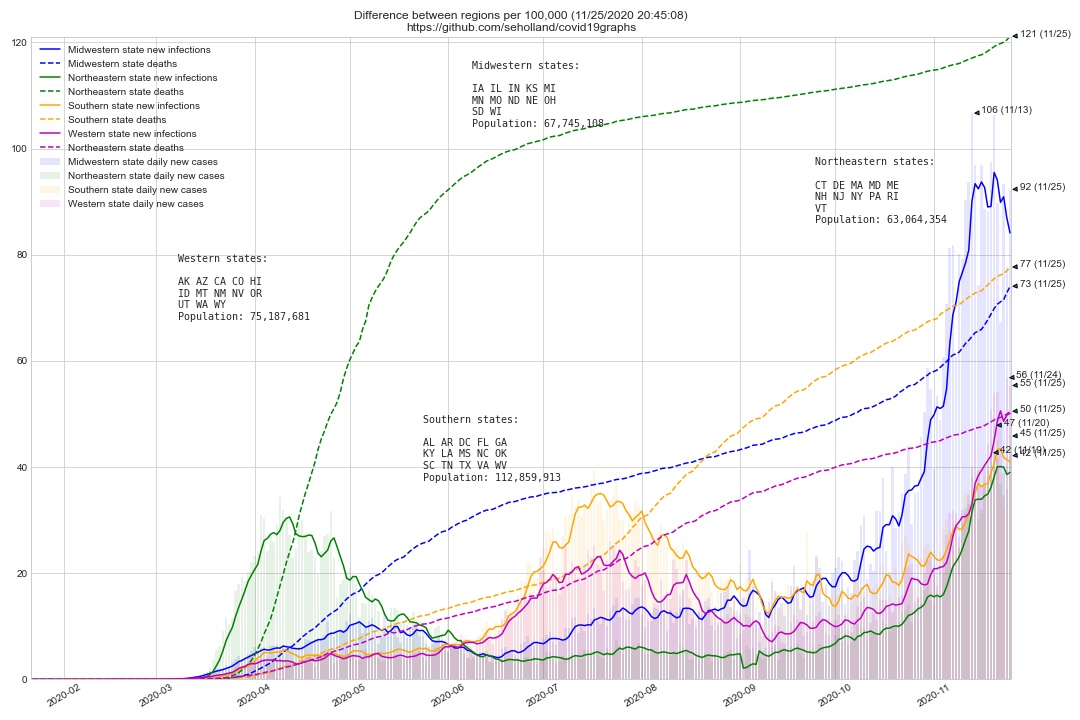 Difference between regions per 100,000 (11/25/2020 20:45:08)
https://github.com/seholland/covid19graphs
Midwestern state new infections
Midwestern state deaths
Northeastern state new infections
Northeastern state deaths
Southern state new infections
Southern state deaths
Western state new infections
Northeastern state deaths
Midwestern state daily new cases
Northeastern state daily new cases
Southern state daily new cases
Western state daily new cases
Midwestern states:
IA IL IN KS MI
MN MO ND NE OH
SD WI
Population: 67,745,108
Northeastern states:
CT DE MA MD ME
NH NJ NY PA RI
VT
Population: 63,064,354
Western states:
AK AZ CA CO HI
ID MT NM NV OR
UT WA WY
Population: 75,187,681
Southern states:
AL AR DC FL GA
KY LA MS NC OK
SC TN TX VA WV
Population: 112,859,913
121 (11/25)
106 (11/13)
92 (11/25)
77 (11/25)
73 (11/25)
56 (11/24)
55 (11/25)
50 (11/25)
47 (11/20)
45 (11/25)
42 (11/19)
42 (11/25)
120
100
80
60
40
20
0
2020-02
2020-03
2020-04
2020-05
2020-06
2020-07
2020-08
2020-09
2020-10
2020-11